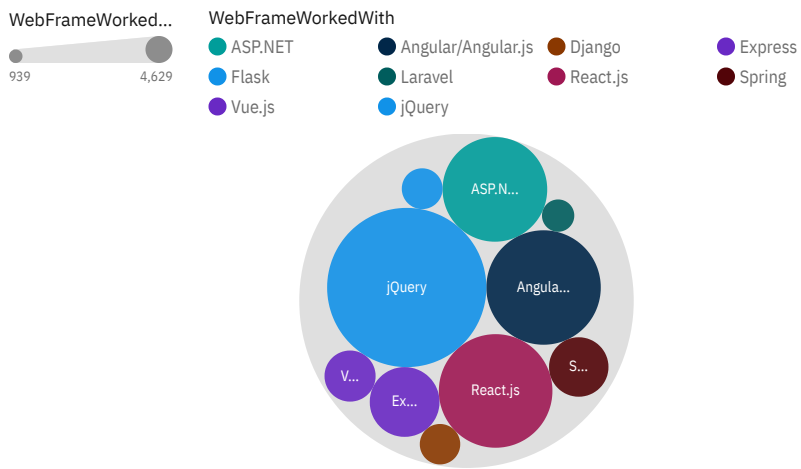 WebFrameWorked...
939 4,629
WebFrameWorkedWith
ASP.NET Angular/Angular.js Django Express
Flask Laravel React.js Spring
Vue.js jQuery
ASP.N...
jQuery
Angula...
S...
V...
React.js
Ex...